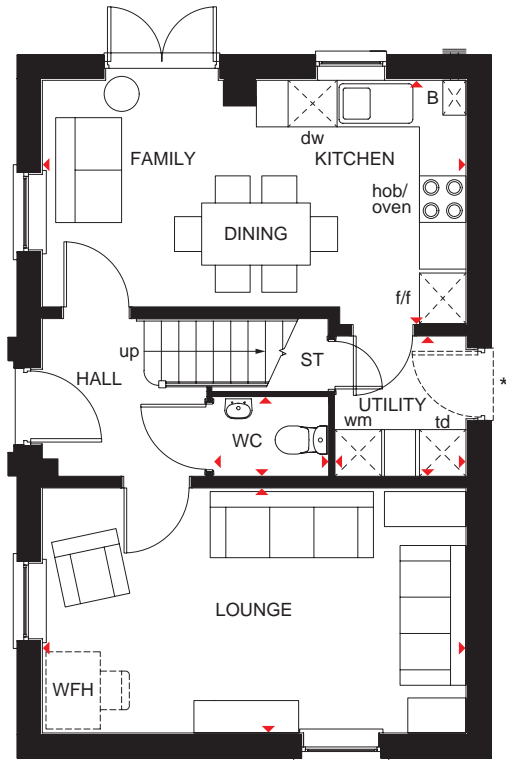 B
dw
FAMILY
KITCHEN
hob/
oven
DINING
f/f
up
ST
HALL
*
UTILITY
WC
wm
td
LOUNGE
WFH